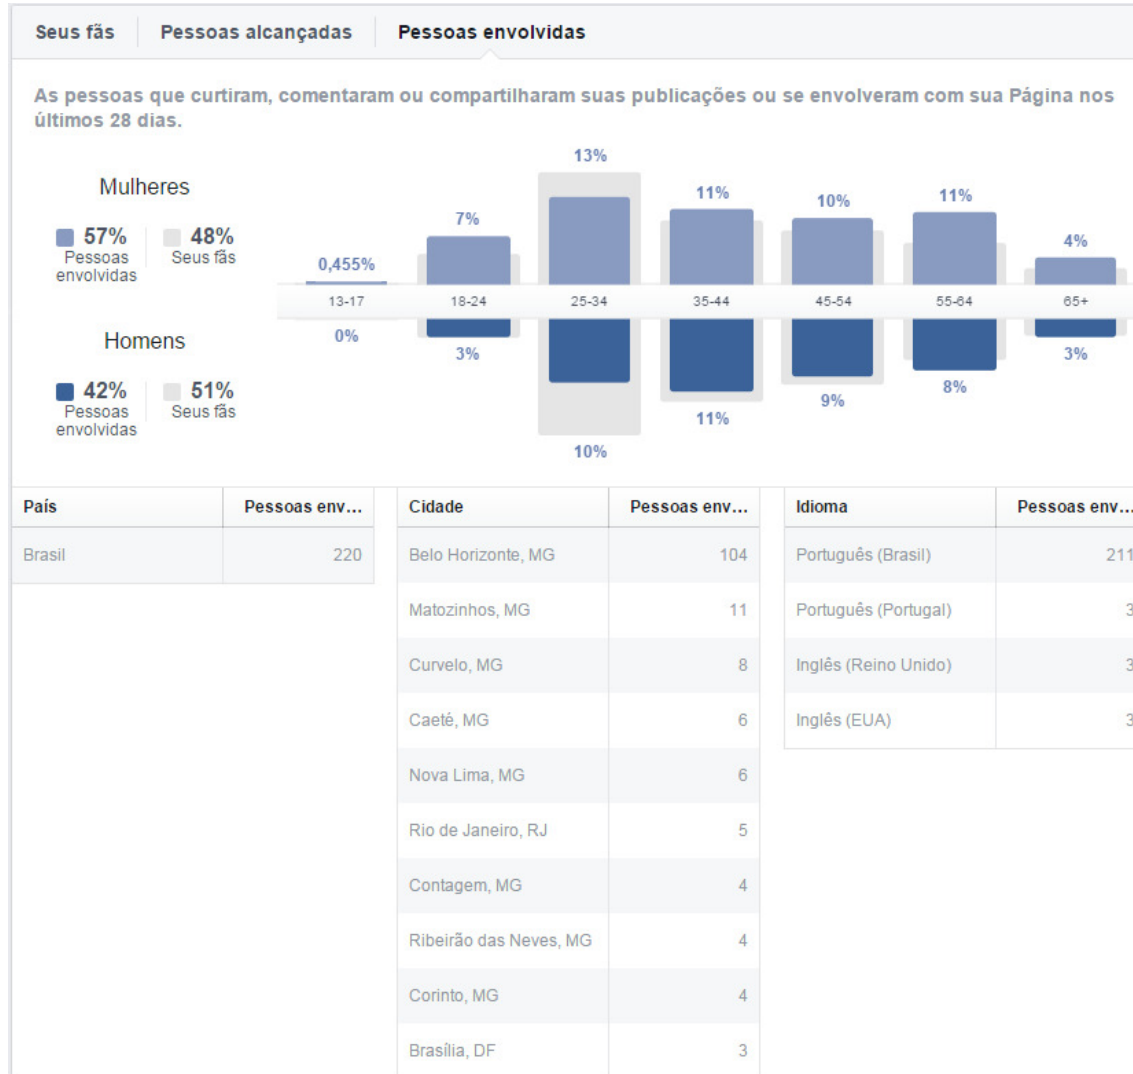 Seus fãs Pessoas alcançadas Pessoas envolvidas
As pessoas que curtiram, comentaram ou compartilharam suas publicações ou se envolveram com sua Página nos
últimos 28 dias.
Mulheres
57% 48%
Pessoas Seus fãs
envolvidas
0,455% 7% 13% 11% 10% 11% 4%
13-17 18-24 25-34 35-44 45-54 55-64 65+
0% 3% 10% 11% 9% 8% 3%
Homens
42% 51%
Pessoas Seus fãs
envolvidas
País Pessoas env... Cidade Pessoas env... Idioma Pessoas env...
Brasil 220 Belo Horizonte, MG 104 Português (Brasil) 211
Matozinhos, MG 11 Português (Portugal) 3
Curvelo, MG 8 Inglês (Reino Unido) 3
Caeté, MG 6 Inglês (EUA) 3
Nova Lima, MG 6
Rio de Janeiro, RJ 5
Contagem, MG 4
Ribeirão das Neves, MG 4
Corinto, MG 4
Brasília, DF 3